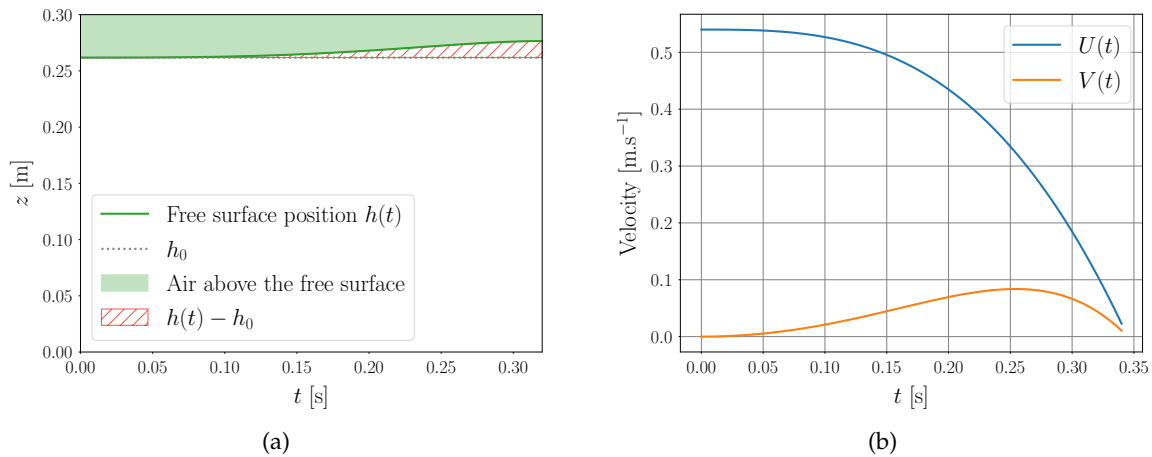 0.30
0.25
0.20
0.15
0.10
0.05
0.00
z [m]
Free surface position h(t)
h₀
Air above the free surface
h(t) − h₀
0.00 0.05 0.10 0.15 0.20 0.25 0.30
t [s]
(a)
0.5
0.4
0.3
0.2
0.1
0.0
Velocity [m.s⁻¹]
U(t)
V(t)
0.00 0.05 0.10 0.15 0.20 0.25 0.30 0.35
t [s]
(b)